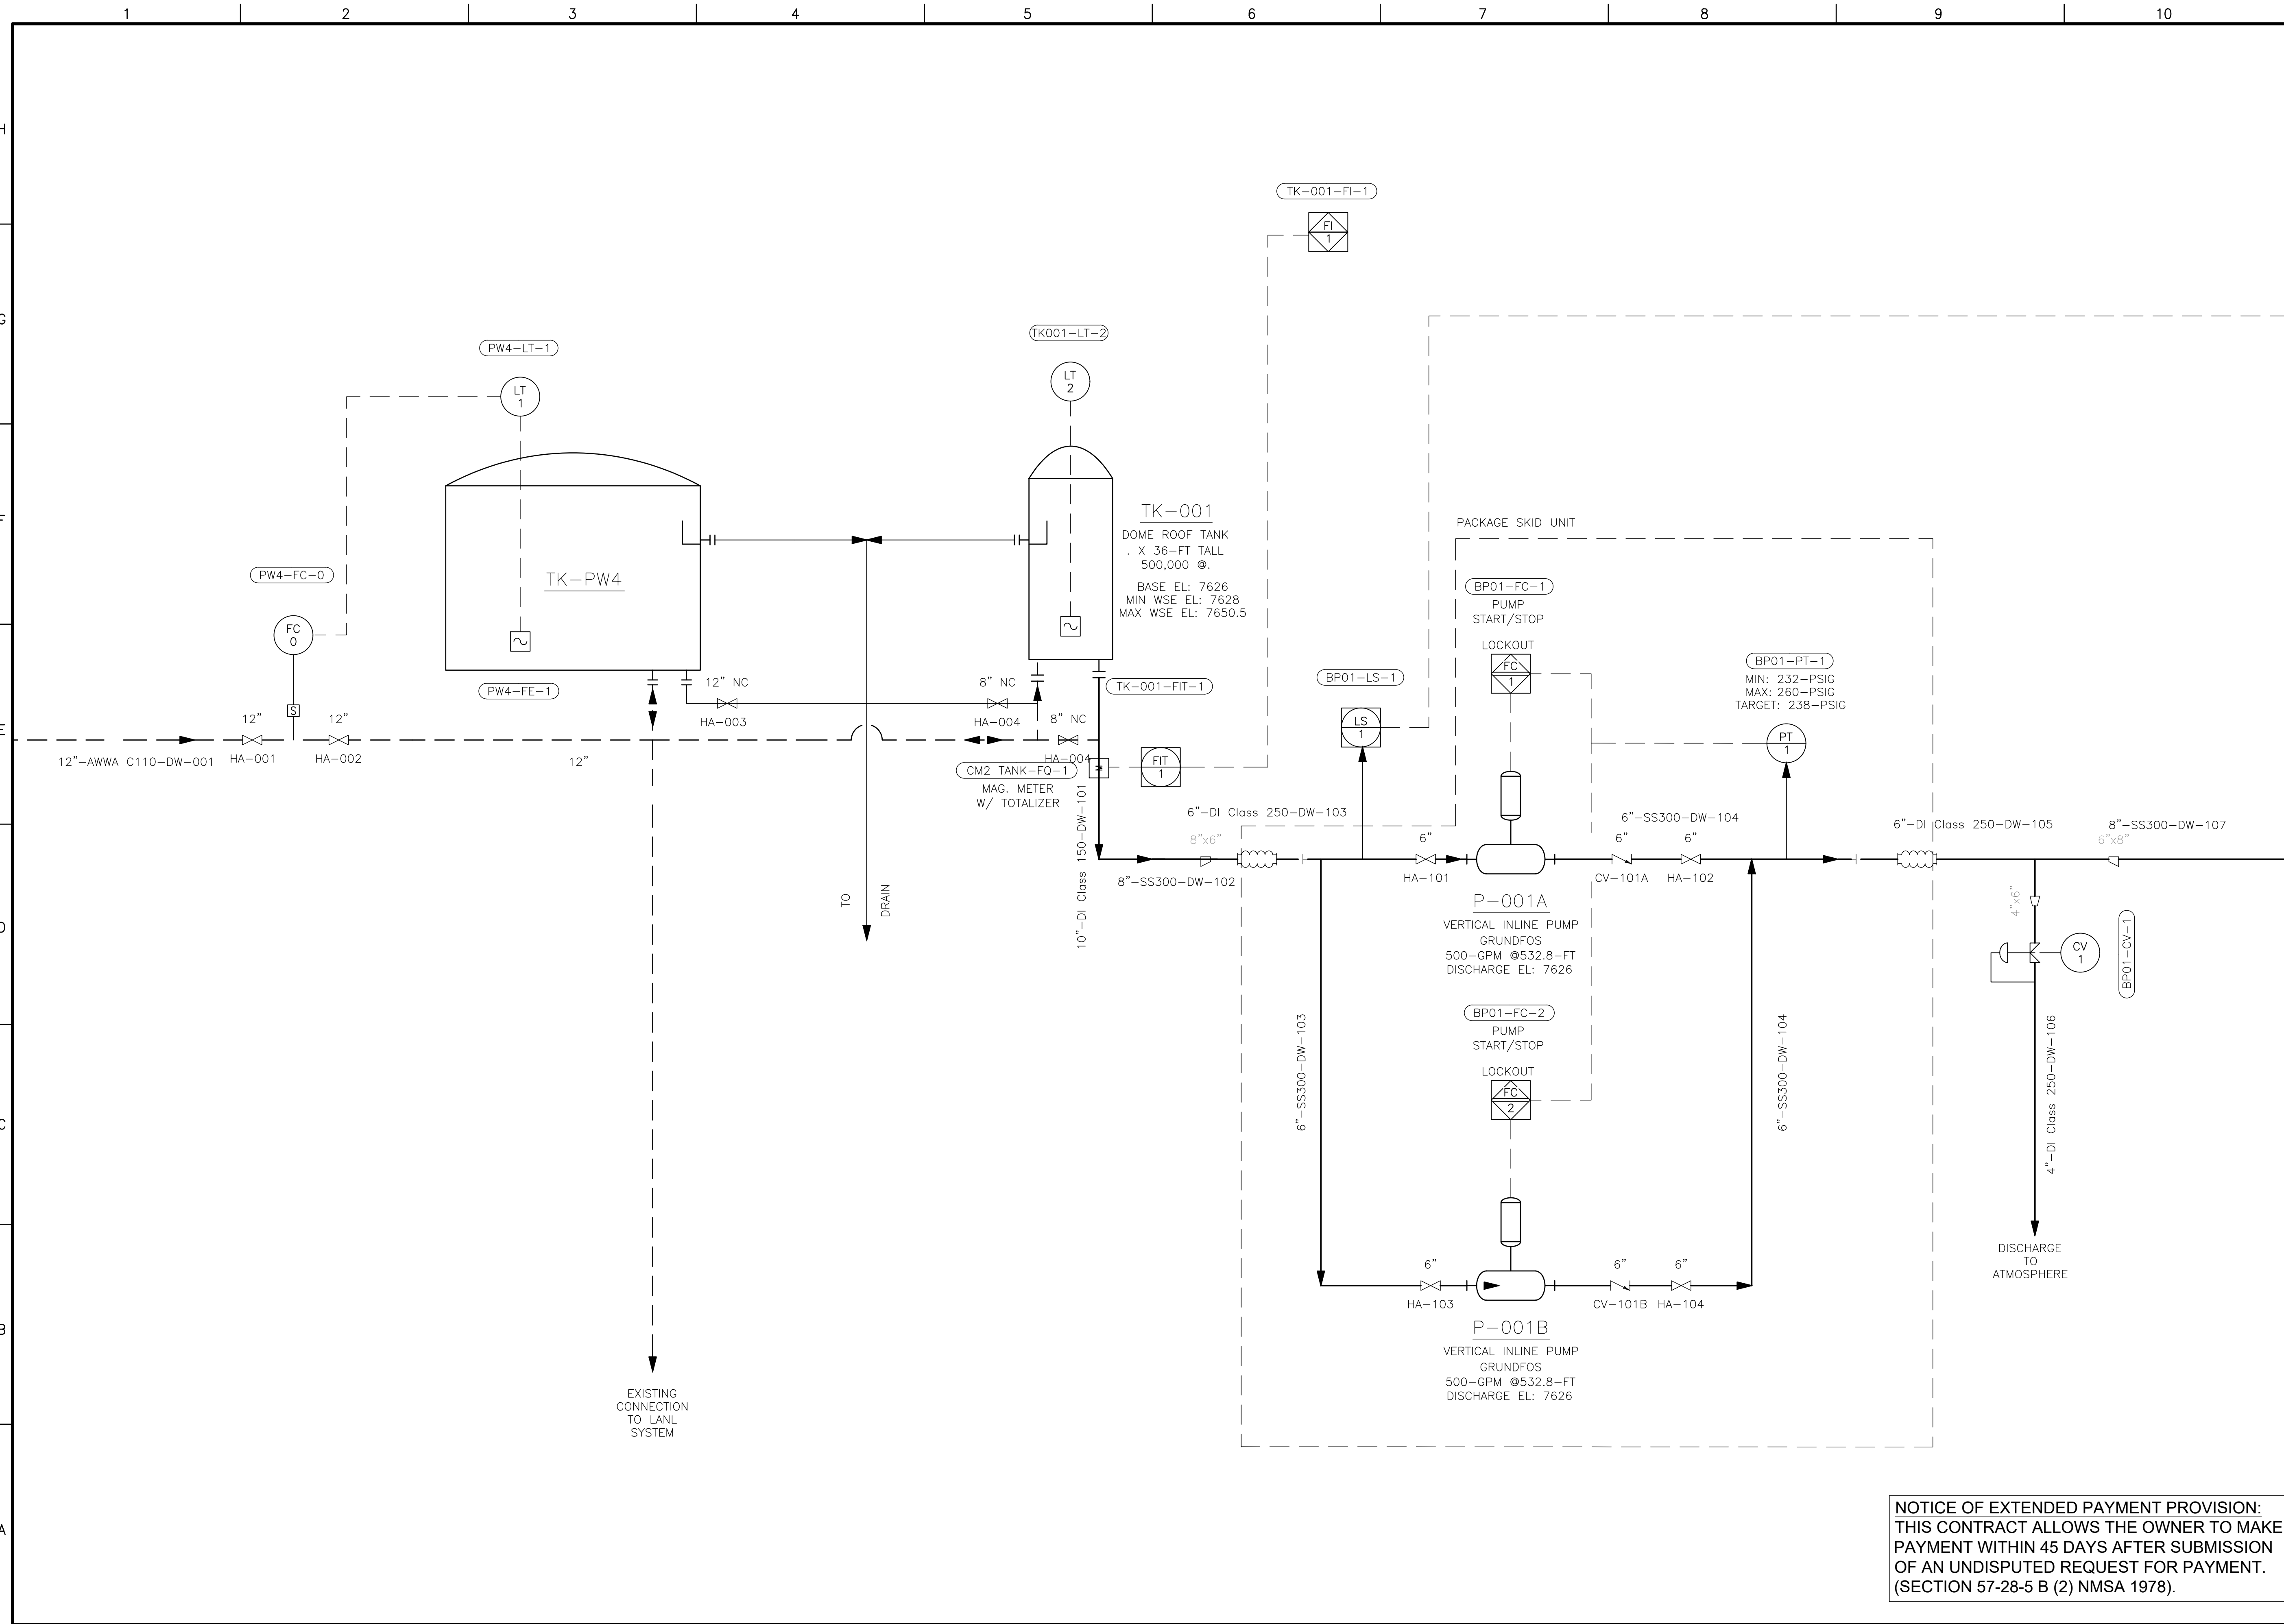 1
2
3
4
5
6
7
8
9
10
H
G
F
E
D
C
B
A
TK-001-FI-1
FI
1
PW4-LT-1
LT
1
TK001-LT-2
LT
2
PW4-FC-0
FC
0
S
TK-PW4
PW4-FE-1
TK-001
DOME ROOF TANK
. X 36-FT TALL
500,000 @.
BASE EL: 7626
MIN WSE EL: 7628
MAX WSE EL: 7650.5
12" NC
HA-003
8" NC
HA-004
8" NC
HA-004
TK-001-FIT-1
12"
HA-001
12"
HA-002
12"-AWWA C110-DW-001
12"
CM2 TANK-FQ-1
MAG. METER
W/ TOTALIZER
M
FIT
1
TO
DRAIN
10"-DI Class 150-DW-101
EXISTING
CONNECTION
TO LANL
SYSTEM
8"-SS300-DW-102
8"x6"
6"-DI Class 250-DW-103
BP01-LS-1
LS
1
PACKAGE SKID UNIT
BP01-FC-1
PUMP
START/STOP
LOCKOUT
FC
1
BP01-PT-1
MIN: 232-PSIG
MAX: 260-PSIG
TARGET: 238-PSIG
PT
1
6"
HA-101
6"-SS300-DW-104
6"
CV-101A
6"
HA-102
P-001A
VERTICAL INLINE PUMP
GRUNDFOS
500-GPM @532.8-FT
DISCHARGE EL: 7626
BP01-FC-2
PUMP
START/STOP
LOCKOUT
FC
2
6"-SS300-DW-103
6"-SS300-DW-104
6"
HA-103
6"
CV-101B
6"
HA-104
P-001B
VERTICAL INLINE PUMP
GRUNDFOS
500-GPM @532.8-FT
DISCHARGE EL: 7626
6"-DI Class 250-DW-105
8"-SS300-DW-107
6"x8"
4"x6"
CV
1
BP01-CV-1
4"-DI Class 250-DW-106
DISCHARGE
TO
ATMOSPHERE
NOTICE OF EXTENDED PAYMENT PROVISION:
THIS CONTRACT ALLOWS THE OWNER TO MAKE
PAYMENT WITHIN 45 DAYS AFTER SUBMISSION
OF AN UNDISPUTED REQUEST FOR PAYMENT.
(SECTION 57-28-5 B (2) NMSA 1978).